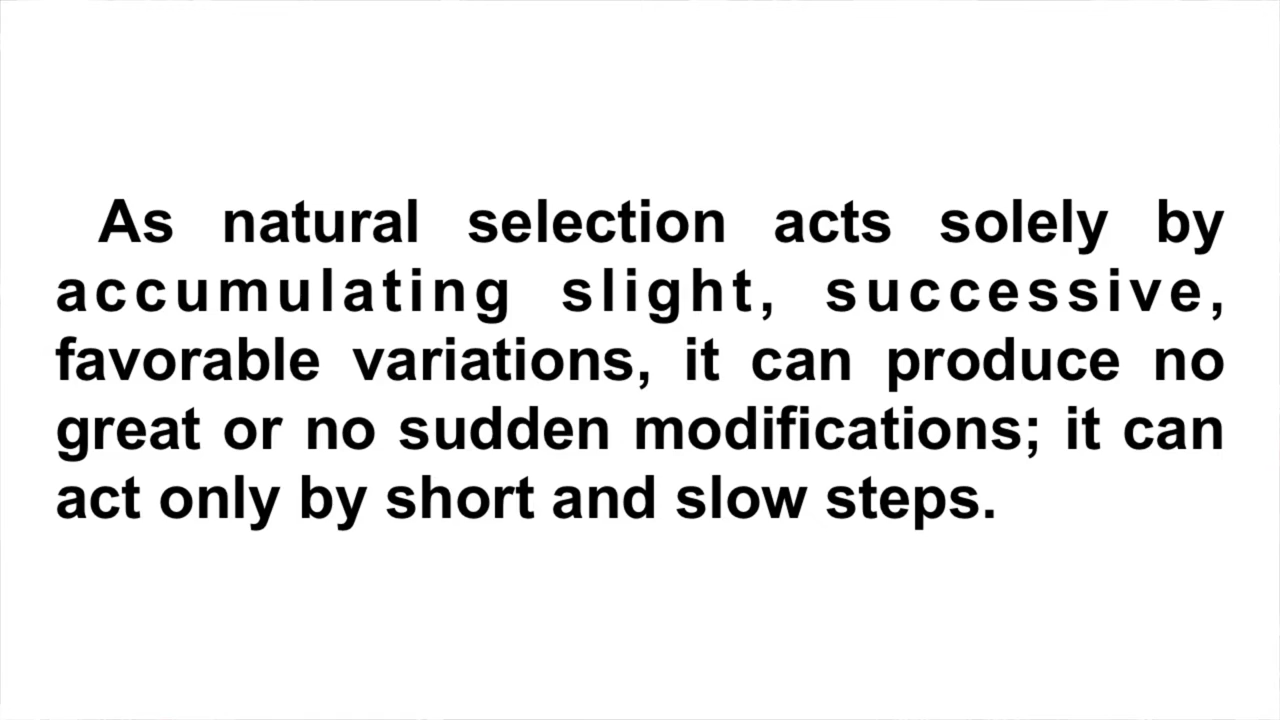 As natural selection acts solely by
accumulating slight, successive,
favorable variations, it can produce no
great or no sudden modifications; it can
act only by short and slow steps.